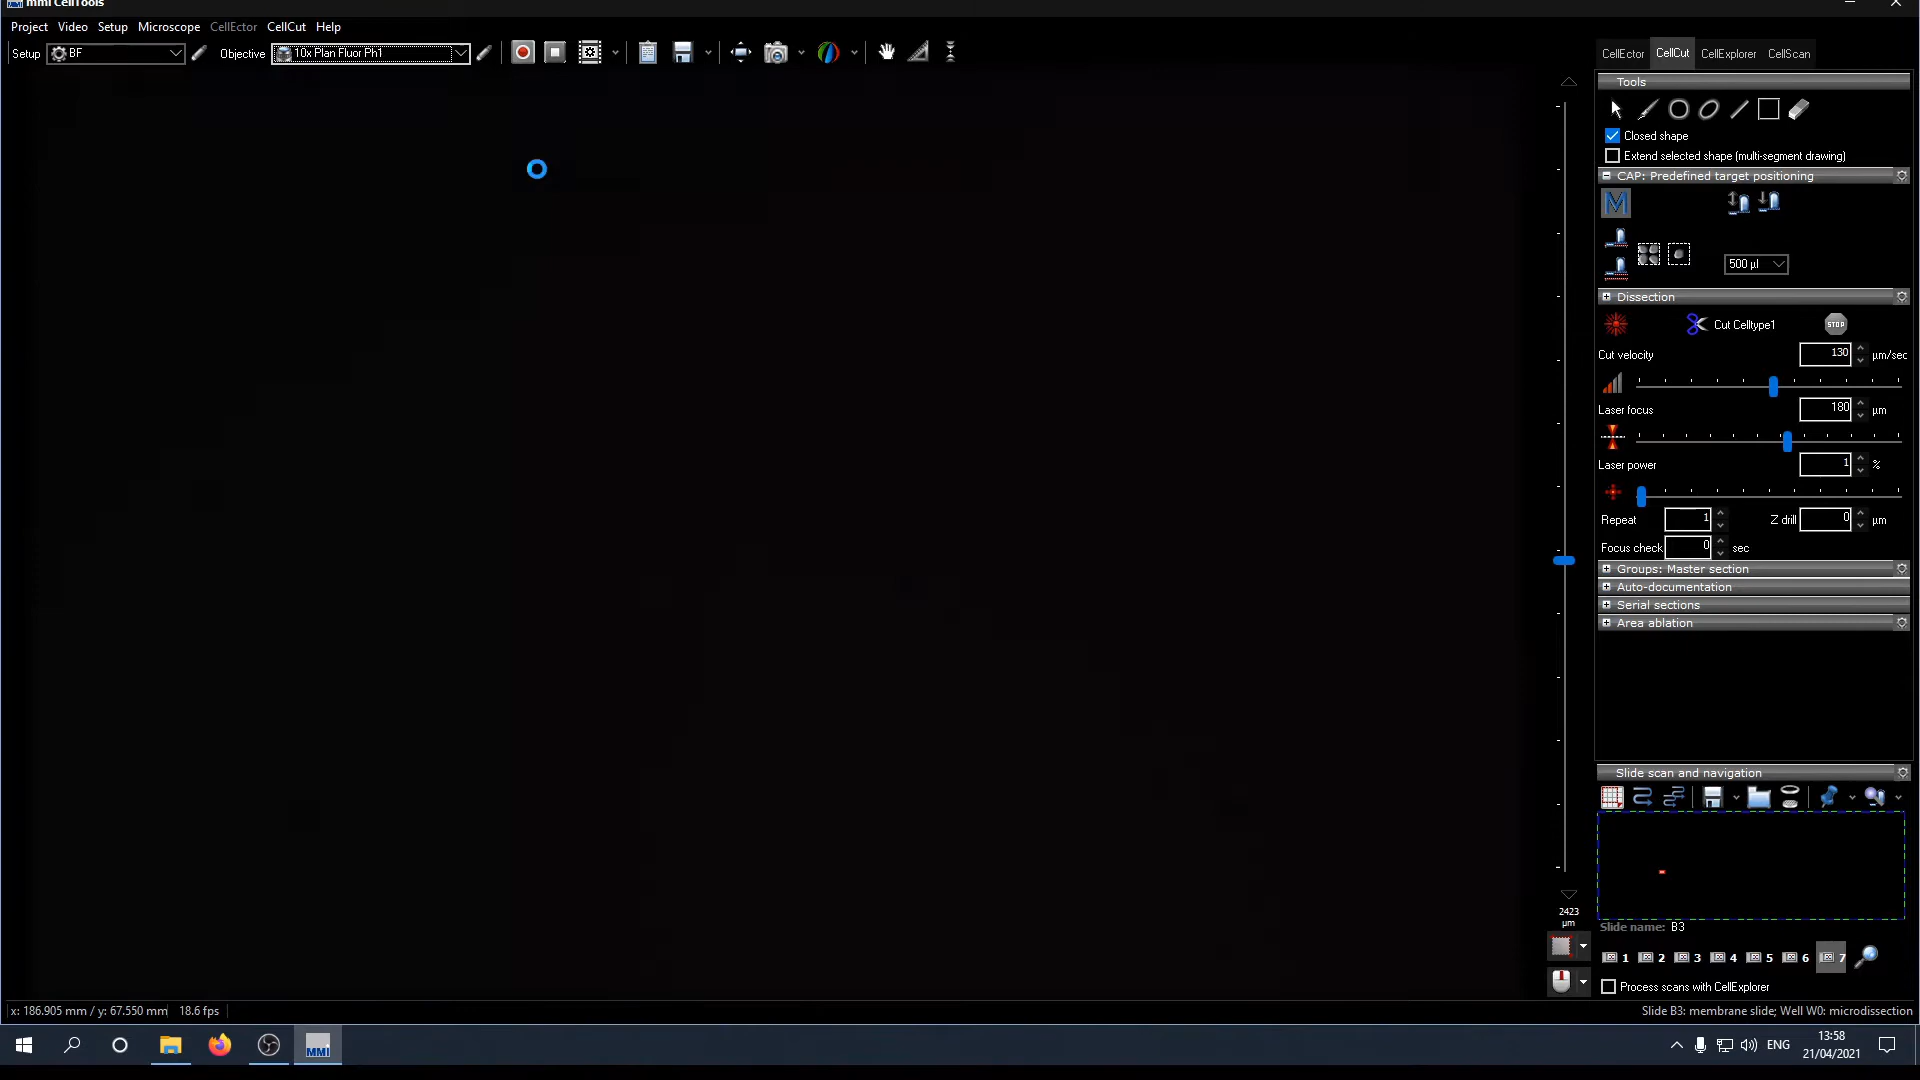 mmi CellTools
Project Video Setup Microscope CellEctor CellCut Help
Setup BF Objective 10x Plan Fluor Ph1
CellEctor CellCut CellExplorer CellScan
Tools
Closed shape
Extend selected shape (multi-segment drawing)
CAP: Predefined target positioning
M
500 µl
Dissection
Cut Celltype1 STOP
Cut velocity 130 µm/sec
Laser focus 180 µm
Laser power 1 %
Repeat 1 Z drill 0 µm
Focus check 0 sec
Groups: Master section
Auto-documentation
Serial sections
Area ablation
Slide scan and navigation
2423
µm
Slide name: B3
1 2 3 4 5 6 7
Process scans with CellExplorer
x: 186.905 mm / y: 67.550 mm 18.6 fps
Slide B3: membrane slide; Well W0: microdissection
MMI
ENG
13:58
21/04/2021